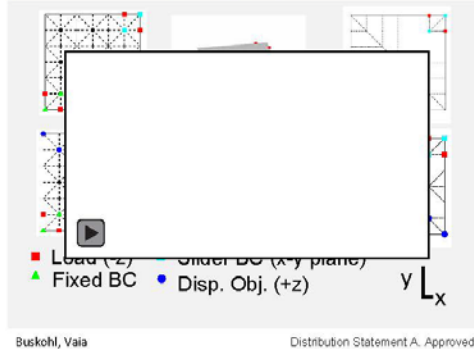 Load (-z) Slider BC (x-y plane)
Fixed BC Disp. Obj. (+z)
y
x
Buskohl, Vaia Distribution Statement A. Approved